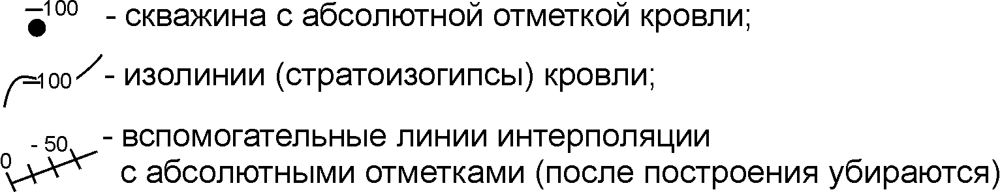 –100 - скважина с абсолютной отметкой кровли;
–100 - изолинии (стратоизогипсы) кровли;
0 - 50 - вспомогательные линии интерполяции
с абсолютными отметками (после построения убираются)